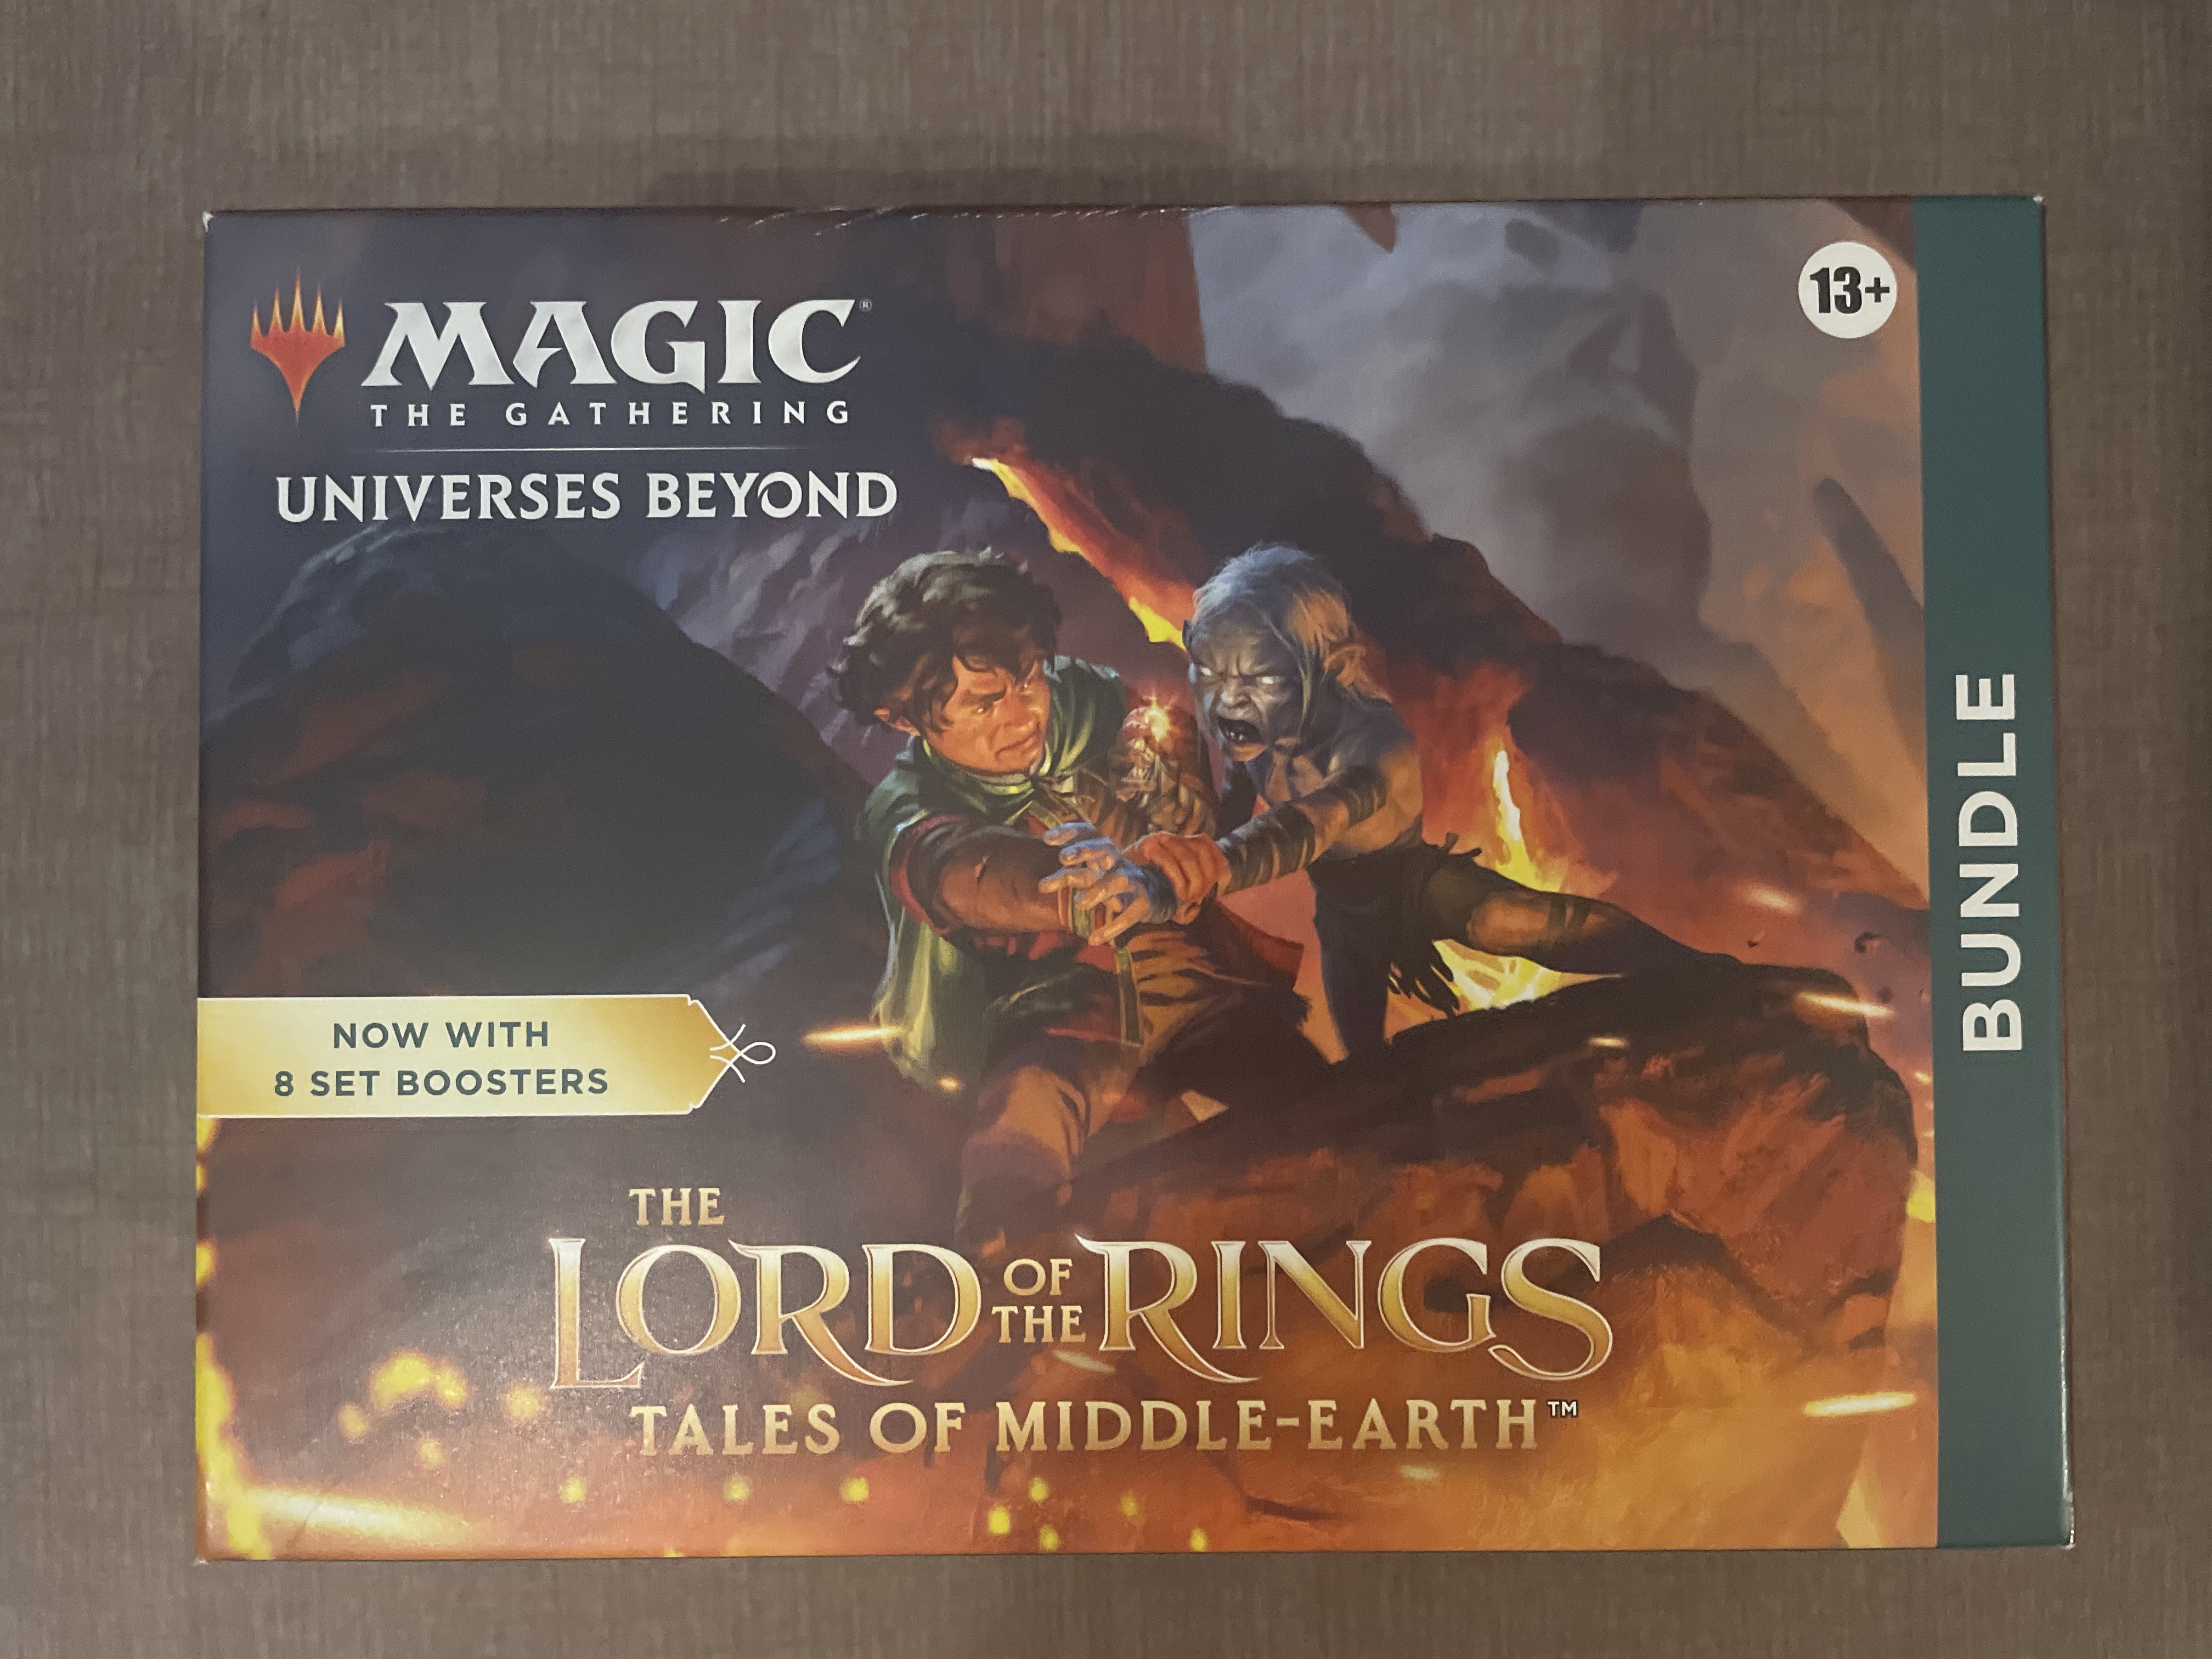 MAGIC®
THE GATHERING
UNIVERSES BEYOND
13+
BUNDLE
NOW WITH
8 SET BOOSTERS
THE
LORD OF THE RINGS
TALES OF MIDDLE-EARTH™